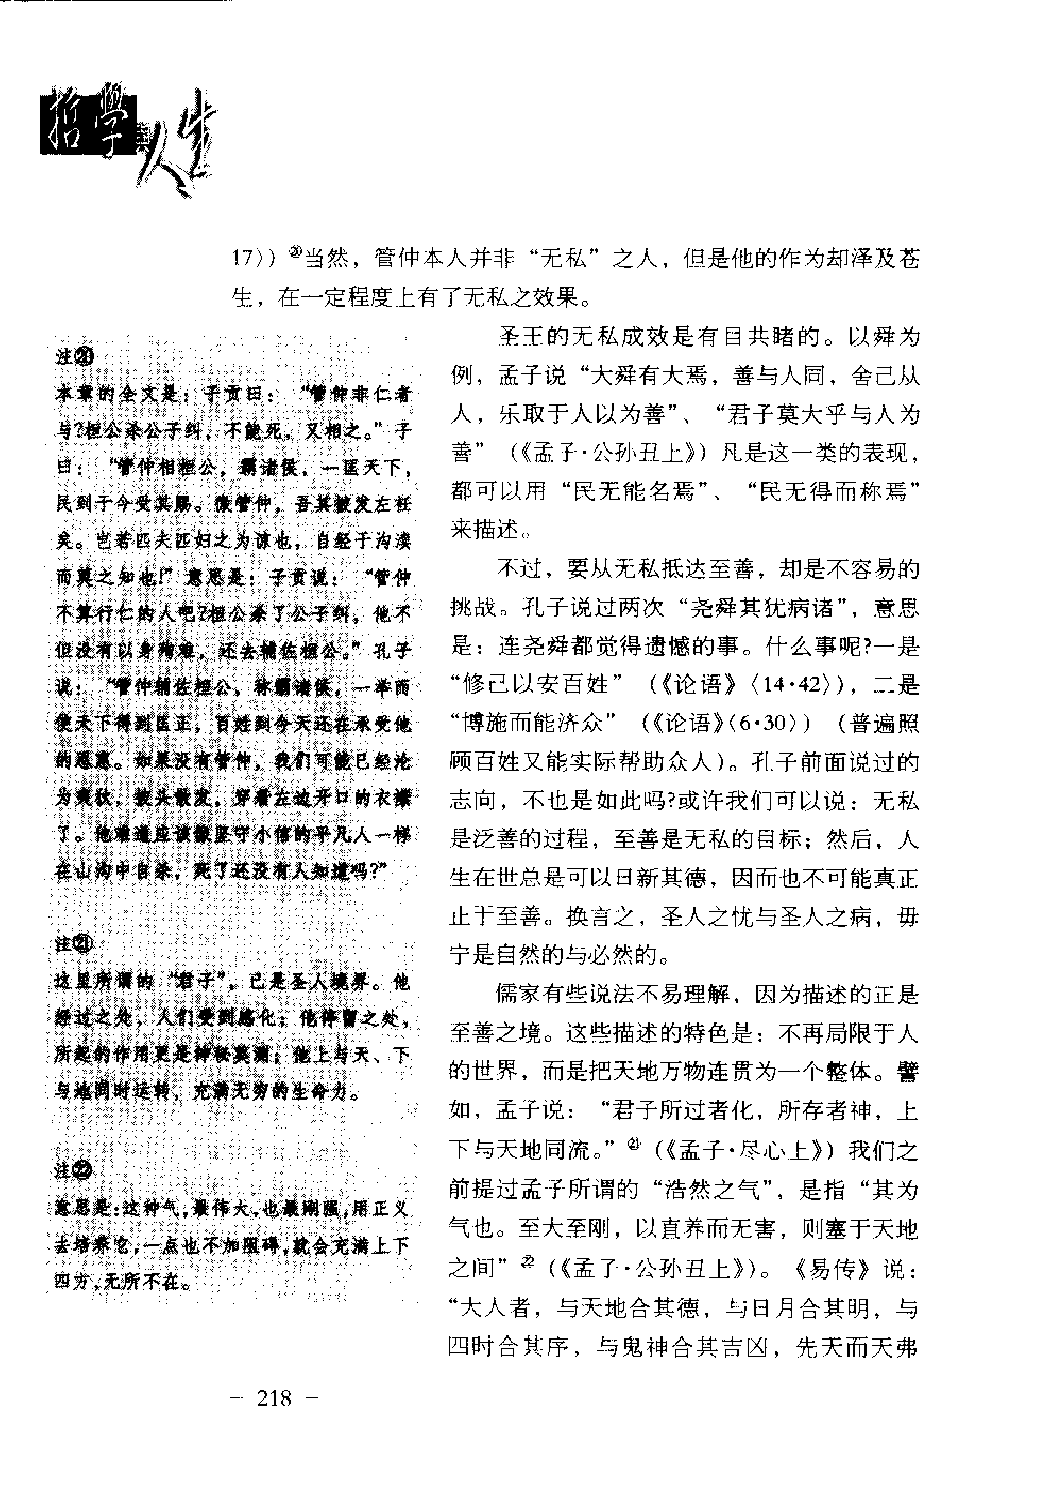 哲學與人生
17〉）⑳当然，管仲本人并非“无私”之人，但是他的作为却泽及苍
生，在一定程度上有了无私之效果。
圣王的无私成效是有目共睹的。以舜为
例，孟子说“大舜有大焉，善与人同，舍己从
人，乐取于人以为善”、“君子莫大乎与人为
善”（《孟子·公孙丑上》）凡是这一类的表现，
都可以用“民无能名焉”、“民无得而称焉”
来描述。
不过，要从无私抵达至善，却是不容易的
挑战。孔子说过两次“尧舜其犹病诸”，意思
是：连尧舜都觉得遗憾的事。什么事呢?一是
“修己以安百姓”（《论语》〈14·42〉），二是
“博施而能济众”（《论语》〈6·30〉）（普遍照
顾百姓又能实际帮助众人）。孔子前面说过的
志向，不也是如此吗?或许我们可以说：无私
是泛善的过程，至善是无私的目标；然后，人
生在世总是可以日新其德，因而也不可能真正
止于至善。换言之，圣人之忧与圣人之病，毋
宁是自然的与必然的。
儒家有些说法不易理解，因为描述的正是
至善之境。这些描述的特色是：不再局限于人
的世界，而是把天地万物连贯为一个整体。譬
如，孟子说：“君子所过者化，所存者神，上
下与天地同流。”㉑（《孟子·尽心上》）我们之
前提过孟子所谓的“浩然之气”，是指“其为
气也。至大至刚，以直养而无害，则塞于天地
之间”㉒（《孟子·公孙丑上》）。《易传》说：
“大人者，与天地合其德，与日月合其明，与
四时合其序，与鬼神合其吉凶，先天而天弗
注⑳
本章的全文是：子贡曰：“管仲非仁者
与?桓公杀公子纠，不能死，又相之。”子
曰：“管仲相桓公，霸诸侯，一匡天下，
民到于今受其赐。微管仲，吾其被发左衽
矣。岂若匹夫匹妇之为谅也，自经于沟渎
而莫之知也!”意思是：子贡说：“管仲
不算行仁的人吧?桓公杀了公子纠，他不
但没有以身殉难，还去辅佐桓公。”孔子
说：“管仲辅佐桓公，称霸诸侯，一举而
使天下得到匡正，百姓到今天还在承受他
的恩惠。如果没有管仲，我们可能已经沦
为夷狄，披头散发，穿着左边开口的衣襟
了。他难道应该像坚守小信的平凡人一样
在山沟中自杀，死了还没有人知道吗?”
注㉑
这里所谓的“君子”，已是圣人境界。他
经过之处，人们受到感化；他停留之处，
所起的作用更是神秘莫测；他上与天、下
与地同时运转，充满无穷的生命力。
注㉒
意思是:这种气,最伟大,也最刚强,用正义
去培养它,一点也不加阻碍,就会充满上下
四方,无所不在。
- 218 -